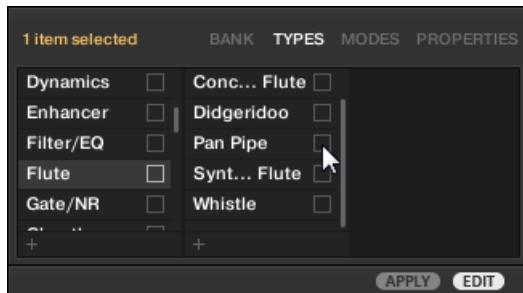 1 item selected BANK TYPES MODES PROPERTIES
Dynamics Conc... Flute
Enhancer Didgeridoo
Filter/EQ Pan Pipe
Flute Synt... Flute
Gate/NR Whistle
+ +
APPLY EDIT